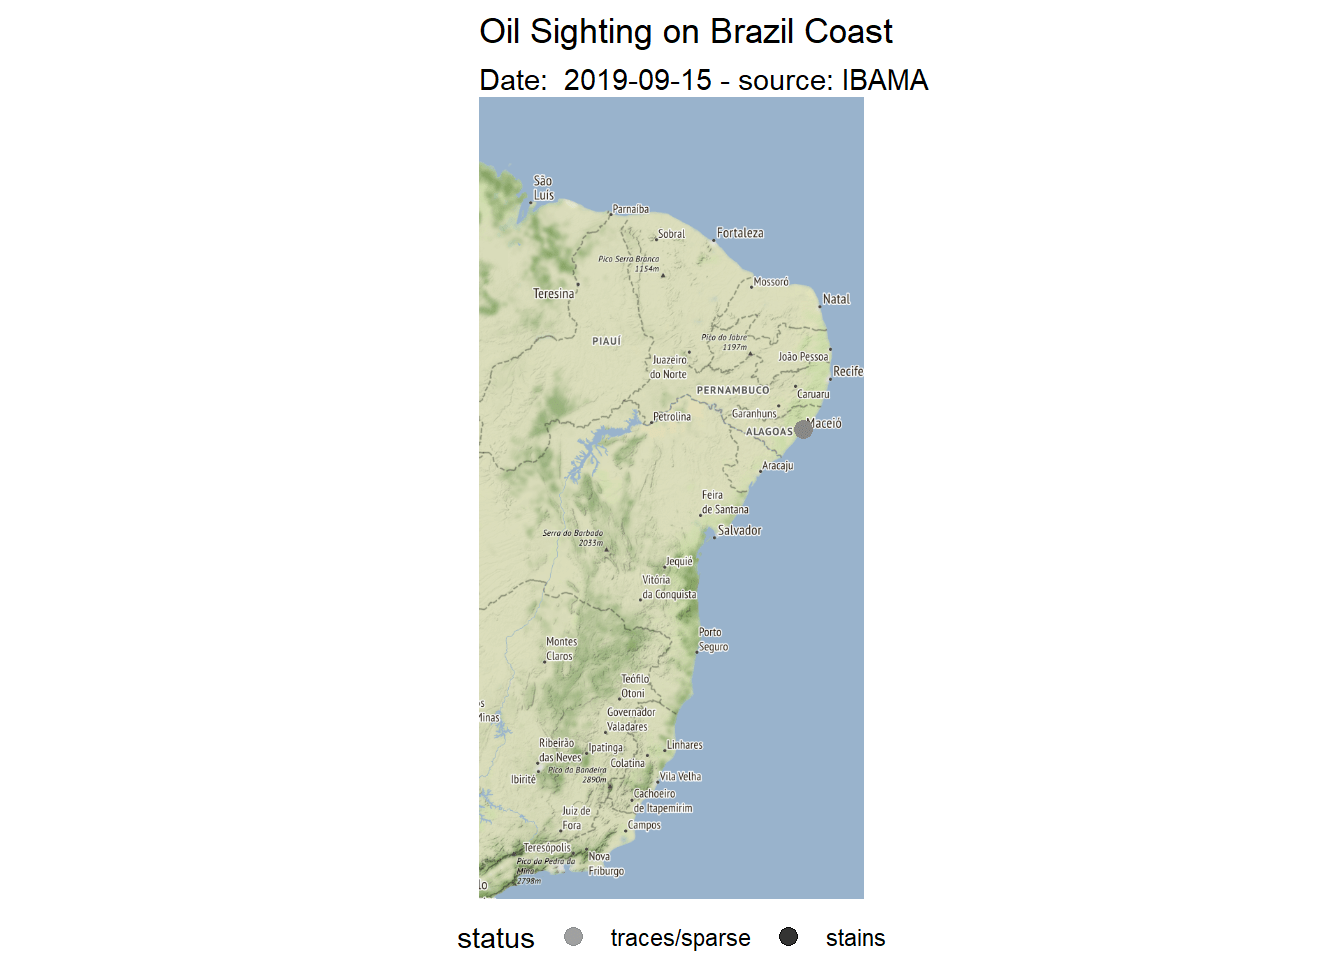 Oil Sighting on Brazil Coast
Date:  2019-09-15 - source: IBAMA
São
Luís
Parnaíba
Sobral
Fortaleza
Pico Serra Branca
1154m
Mossoró
Teresina
Natal
PIAUÍ
Pico do Jabre
1197m
João Pessoa
Juazeiro
do Norte
Recife
PERNAMBUCO
Caruaru
Garanhuns
Petrolina
Maceió
ALAGOAS
Aracaju
Feira
de Santana
Salvador
Serra do Barbado
2033m
Jequié
Vitória
da Conquista
Porto
Seguro
Montes
Claros
Teófilo
Otoni
os
Minas
Governador
Valadares
Ribeirão
das Neves
Ipatinga
Linhares
Colatina
Pico da Bandeira
2890m
Ibirité
Vila Velha
Cachoeiro
de Itapemirim
Juiz de
Fora
Campos
Teresópolis
Nova
Friburgo
Pico da Pedra da
Mina
2798m
lo
status
traces/sparse
stains